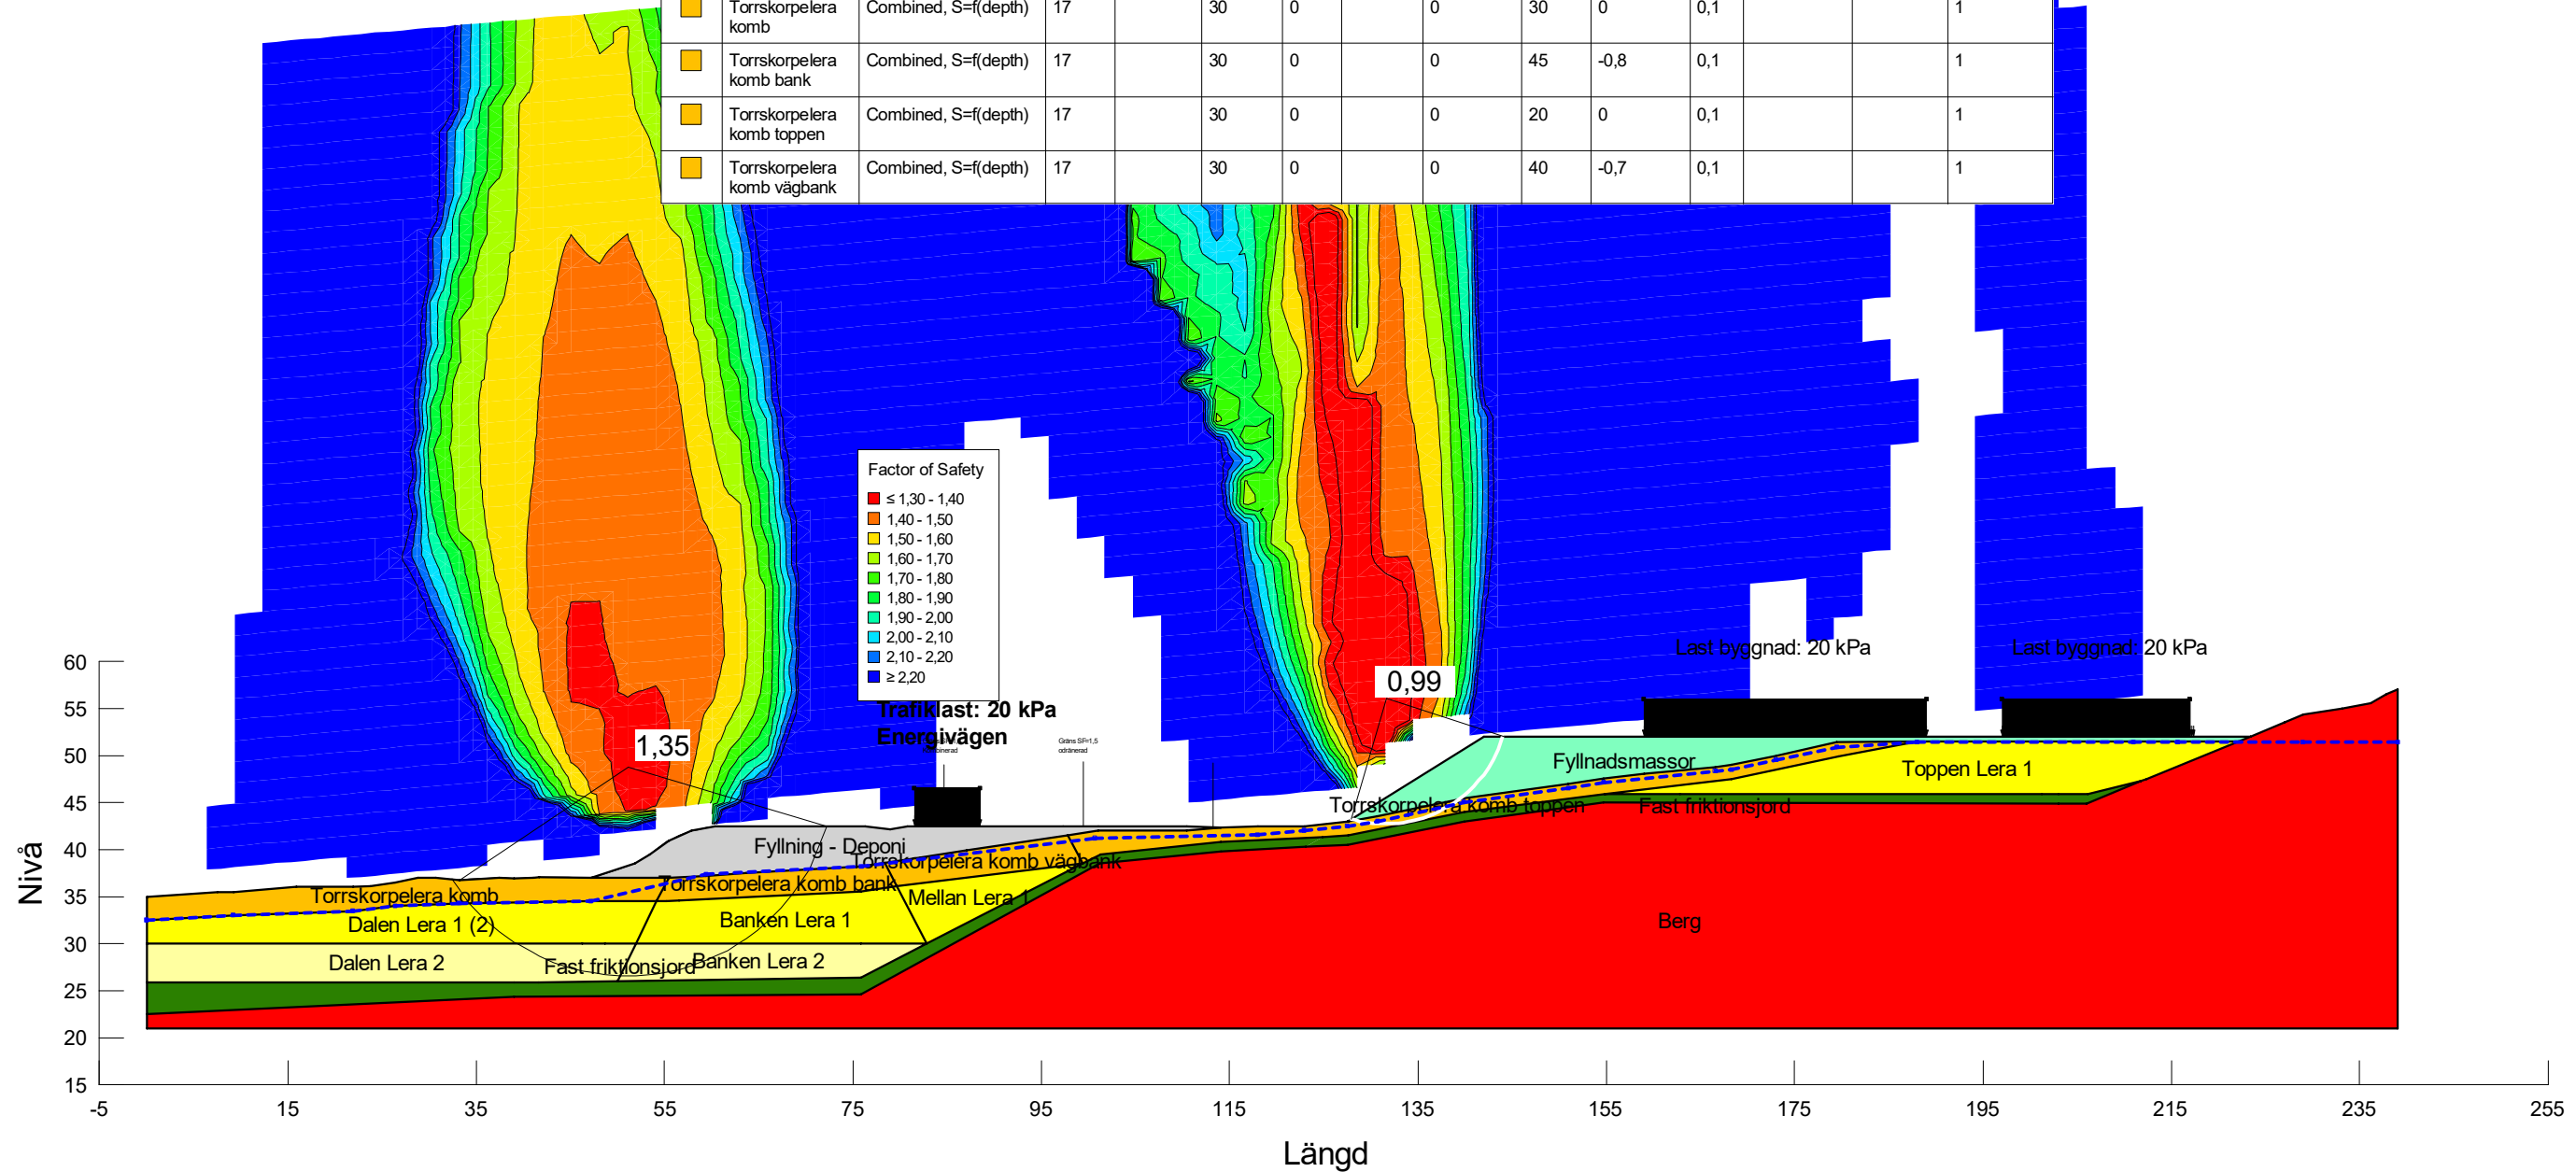 Torrskorpelera Combined, S=f(depth) 17 30 0 0 30 0 0,1 1
komb
Torrskorpelera Combined, S=f(depth) 17 30 0 0 45 -0,8 0,1 1
komb bank
Torrskorpelera Combined, S=f(depth) 17 30 0 0 20 0 0,1 1
komb toppen
Torrskorpelera Combined, S=f(depth) 17 30 0 0 40 -0,7 0,1 1
komb vägbank
Factor of Safety
≤ 1,30 - 1,40
1,40 - 1,50
1,50 - 1,60
1,60 - 1,70
1,70 - 1,80
1,80 - 1,90
1,90 - 2,00
2,00 - 2,10
2,10 - 2,20
≥ 2,20
Last byggnad: 20 kPa
Last byggnad: 20 kPa
0,99
1,35
Trafiklast: 20 kPa
Energivägen
Gräns SF=1,5
odränerad
Fyllnadsmassor
Toppen Lera 1
Torrskorpelera komb toppen
Fast friktionsjord
Fyllning - Deponi
Torrskorpelera komb vägbank
Torrskorpelera komb bank
Torrskorpelera komb
Mellan Lera 1
Dalen Lera 1 (2)
Banken Lera 1
Berg
Dalen Lera 2
Fast friktionsjord
Banken Lera 2
Nivå
60
55
50
45
40
35
30
25
20
15
-5 15 35 55 75 95 115 135 155 175 195 215 235 255
Längd